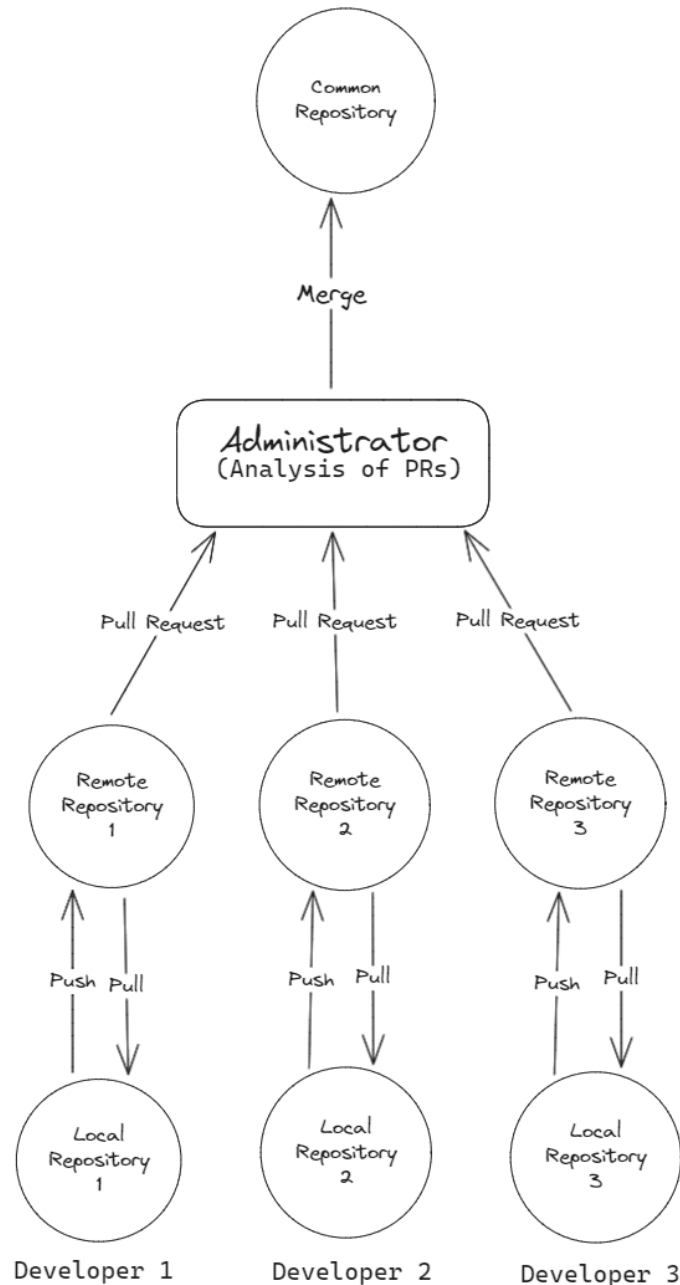 Common
Repository
Merge
Administrator
(Analysis of PRs)
Pull Request
Pull Request
Pull Request
Remote
Repository
1
Remote
Repository
2
Remote
Repository
3
Push
Pull
Push
Pull
Push
Pull
Local
Repository
1
Local
Repository
2
Local
Repository
3
Developer 1
Developer 2
Developer 3